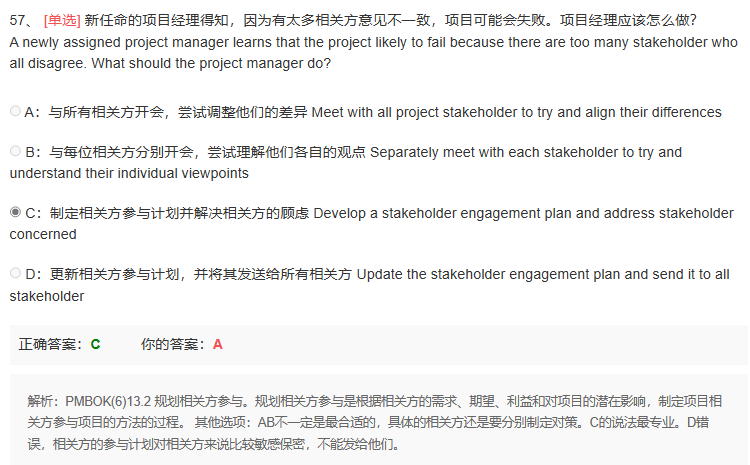 57、 [单选] 新任命的项目经理得知，因为有太多相关方意见不一致，项目可能会失败。项目经理应该怎么做？
A newly assigned project manager learns that the project likely to fail because there are too many stakeholder who
all disagree. What should the project manager do?
A：与所有相关方开会，尝试调整他们的差异 Meet with all project stakeholder to try and align their differences
B：与每位相关方分别开会，尝试理解他们各自的观点 Separately meet with each stakeholder to try and
understand their individual viewpoints
C：制定相关方参与计划并解决相关方的顾虑 Develop a stakeholder engagement plan and address stakeholder
concerned
D：更新相关方参与计划，并将其发送给所有相关方 Update the stakeholder engagement plan and send it to all
stakeholder
正确答案：C 你的答案：A
解析：PMBOK(6)13.2 规划相关方参与。规划相关方参与是根据相关方的需求、期望、利益和对项目的潜在影响，制定项目相
关方参与项目的方法的过程。 其他选项：AB不一定是最合适的，具体的相关方还是要分别制定对策。C的说法最专业。D错
误，相关方的参与计划对相关方来说比较敏感保密，不能发给他们。